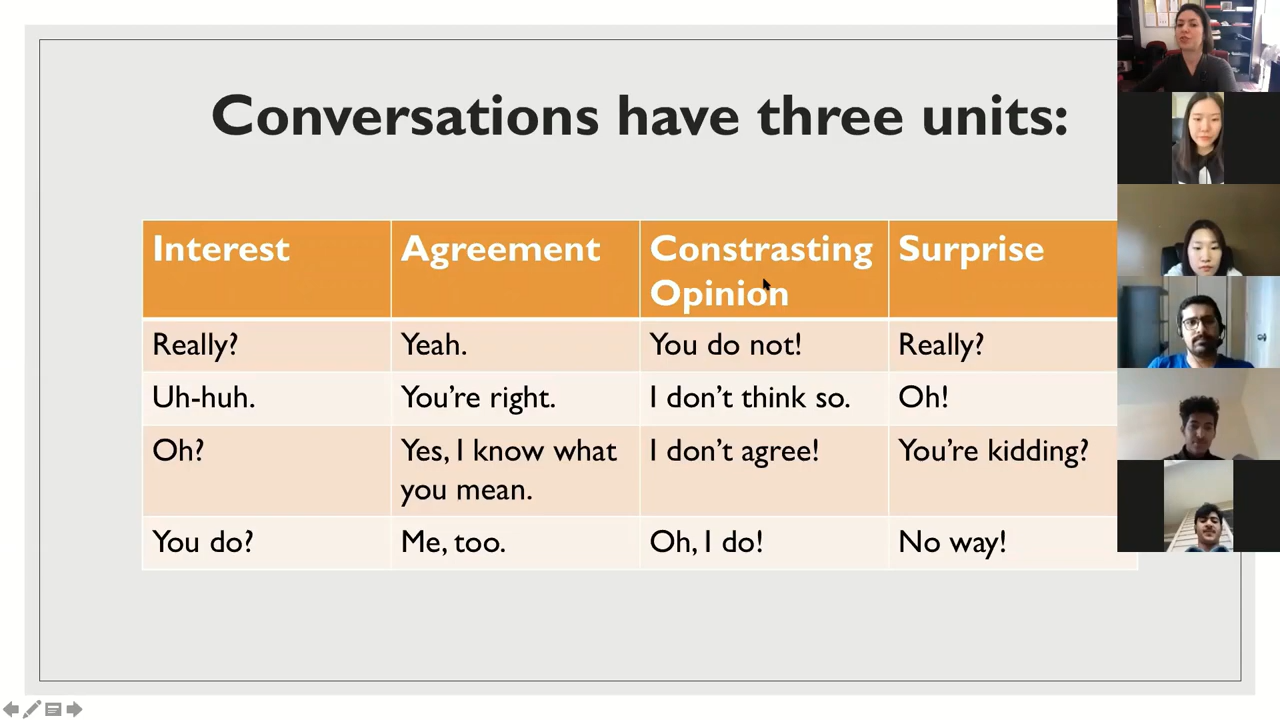 Conversations have three units:
Interest
Agreement
Constrasting
Opinion
Surprise
Really?
Yeah.
You do not!
Really?
Uh-huh.
You’re right.
I don’t think so.
Oh!
Oh?
Yes, I know what
you mean.
I don’t agree!
You’re kidding?
You do?
Me, too.
Oh, I do!
No way!